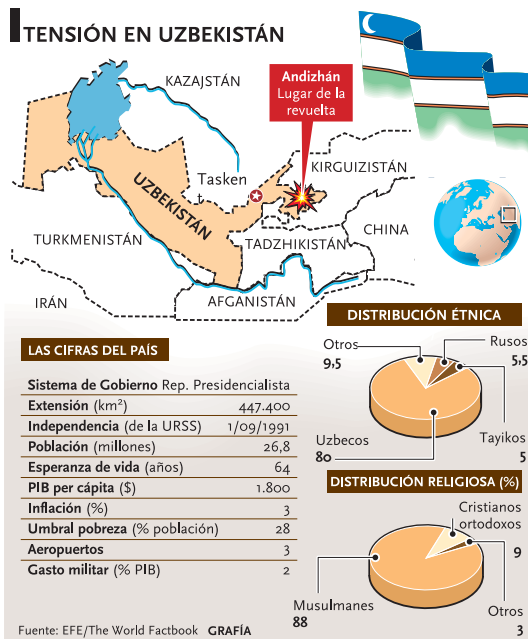 TENSIÓN EN UZBEKISTÁN
KAZAJSTÁN
Andizhán
Lugar de la
revuelta
KIRGUIZISTÁN
Tasken
UZBEKISTÁN
CHINA
TURKMENISTÁN
TADZHIKISTÁN
IRÁN
AFGANISTÁN
LAS CIFRAS DEL PAÍS
Sistema de Gobierno Rep. Presidencialista
Extensión (km²) 447.400
Independencia (de la URSS) 1/09/1991
Población (millones) 26,8
Esperanza de vida (años) 64
PIB per cápita ($) 1.800
Inflación (%) 3
Umbral pobreza (% población) 28
Aeropuertos 3
Gasto militar (% PIB) 2
DISTRIBUCIÓN ÉTNICA
Otros
9,5
Rusos
5,5
Uzbecos
80
Tayikos
5
DISTRIBUCIÓN RELIGIOSA (%)
Cristianos
ortodoxos
9
Musulmanes
88
Otros
3
Fuente: EFE/The World Factbook GRAFÍA